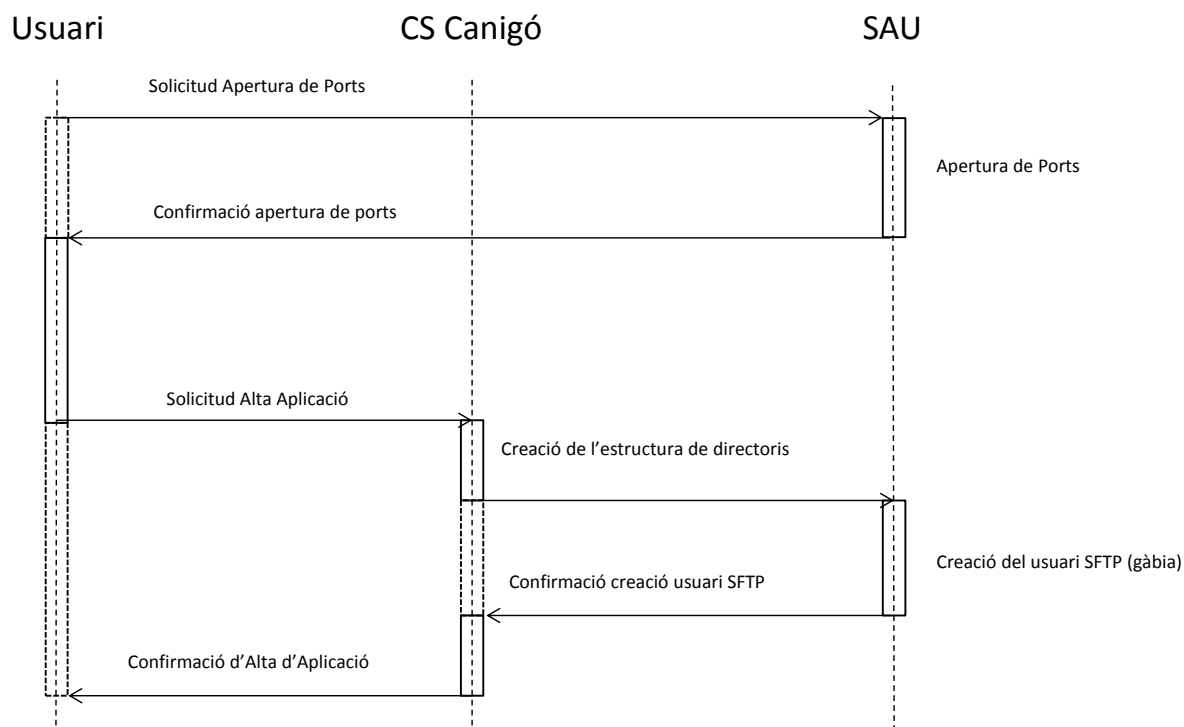 Usuari
CS Canigó
SAU
Solicitud Apertura de Ports
Apertura de Ports
Confirmació apertura de ports
Solicitud Alta Aplicació
Creació de l’estructura de directoris
Creació del usuari SFTP (gàbia)
Confirmació creació usuari SFTP
Confirmació d’Alta d’Aplicació